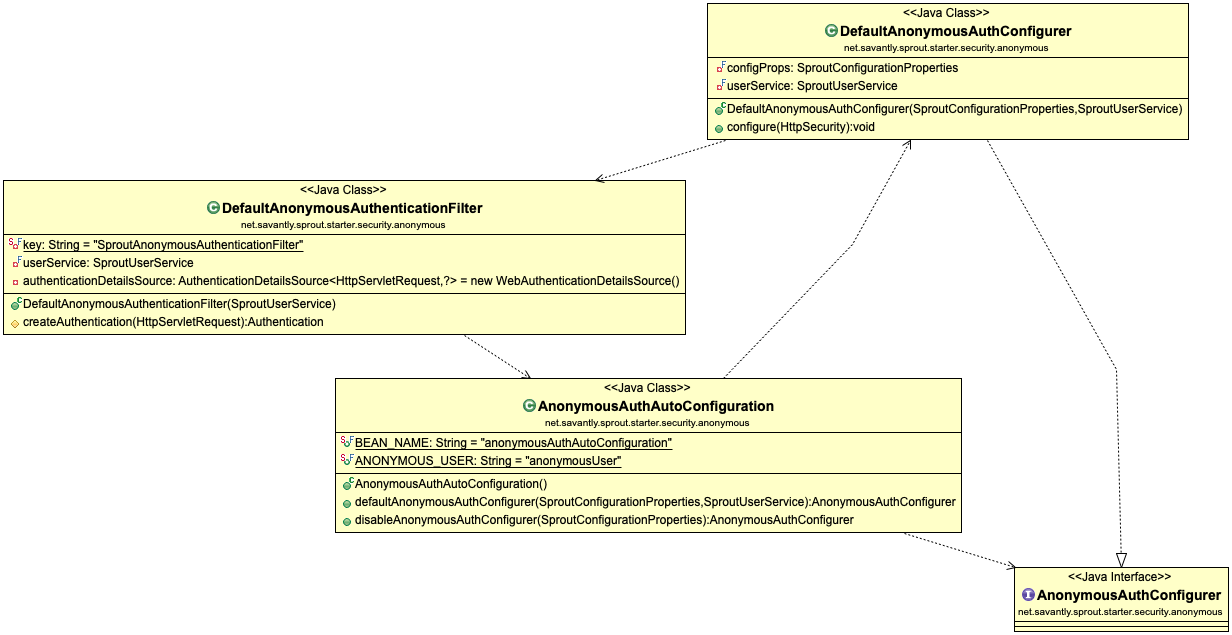 <<Java Class>>
DefaultAnonymousAuthConfigurer
net.savantly.sprout.starter.security.anonymous
configProps: SproutConfigurationProperties
userService: SproutUserService
DefaultAnonymousAuthConfigurer(SproutConfigurationProperties,SproutUserService)
configure(HttpSecurity):void
<<Java Class>>
DefaultAnonymousAuthenticationFilter
net.savantly.sprout.starter.security.anonymous
key: String = "SproutAnonymousAuthenticationFilter"
userService: SproutUserService
authenticationDetailsSource: AuthenticationDetailsSource<HttpServletRequest,?> = new WebAuthenticationDetailsSource()
DefaultAnonymousAuthenticationFilter(SproutUserService)
createAuthentication(HttpServletRequest):Authentication
<<Java Class>>
AnonymousAuthAutoConfiguration
net.savantly.sprout.starter.security.anonymous
BEAN_NAME: String = "anonymousAuthAutoConfiguration"
ANONYMOUS_USER: String = "anonymousUser"
AnonymousAuthAutoConfiguration()
defaultAnonymousAuthConfigurer(SproutConfigurationProperties,SproutUserService):AnonymousAuthConfigurer
disableAnonymousAuthConfigurer(SproutConfigurationProperties):AnonymousAuthConfigurer
<<Java Interface>>
AnonymousAuthConfigurer
net.savantly.sprout.starter.security.anonymous